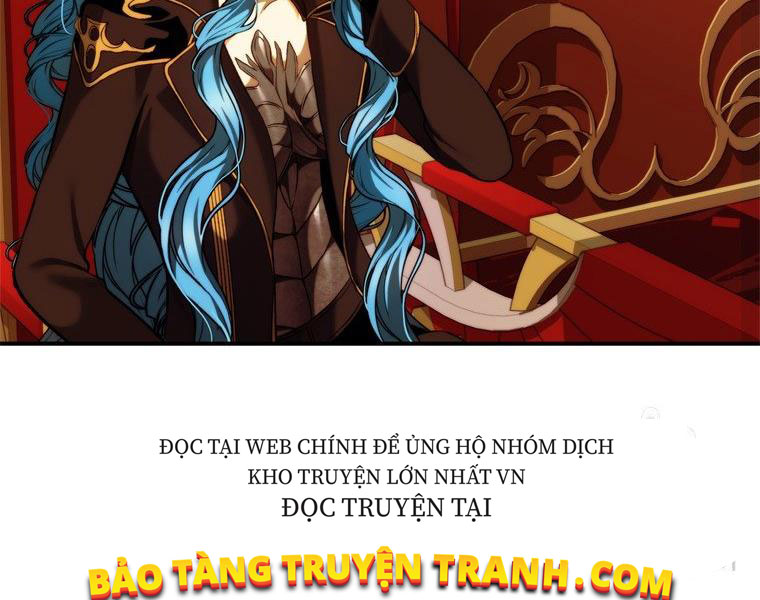 ĐỌC TẠI WEB CHÍNH ĐỂ ỦNG HỘ NHÓM DỊCH
KHO TRUYỆN LỚN NHẤT VN
ĐỌC TRUYỆN TẠI
BẢO TÀNG TRUYỆN TRANH.COM